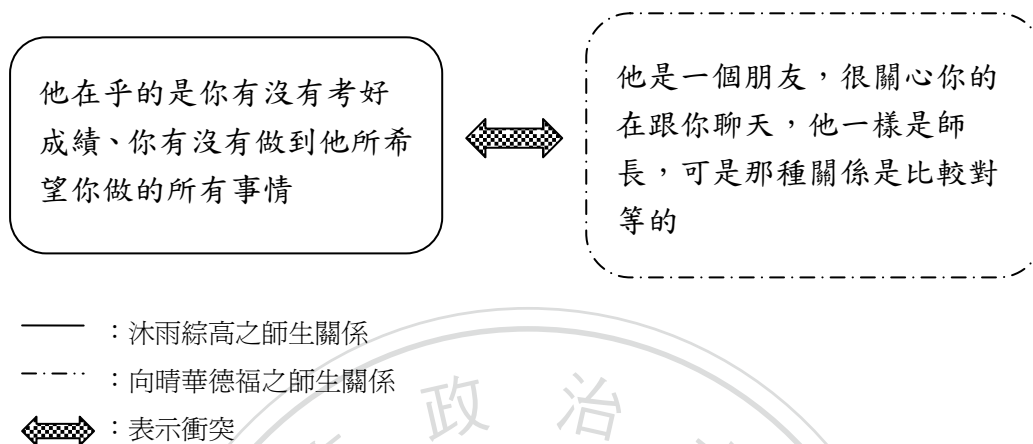 他在乎的是你有沒有考好
成績、你有沒有做到他所希
望你做的所有事情
他是一個朋友，很關心你的
在跟你聊天，他一樣是師
長，可是那種關係是比較對
等的
：沐雨綜高之師生關係
：向晴華德福之師生關係
：表示衝突
政治